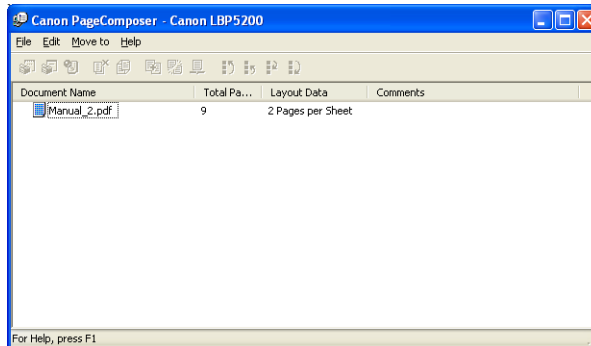 Canon PageComposer - Canon LBP5200
File Edit Move to Help
Document Name Total Pa... Layout Data Comments
Manual_2.pdf 9 2 Pages per Sheet
For Help, press F1